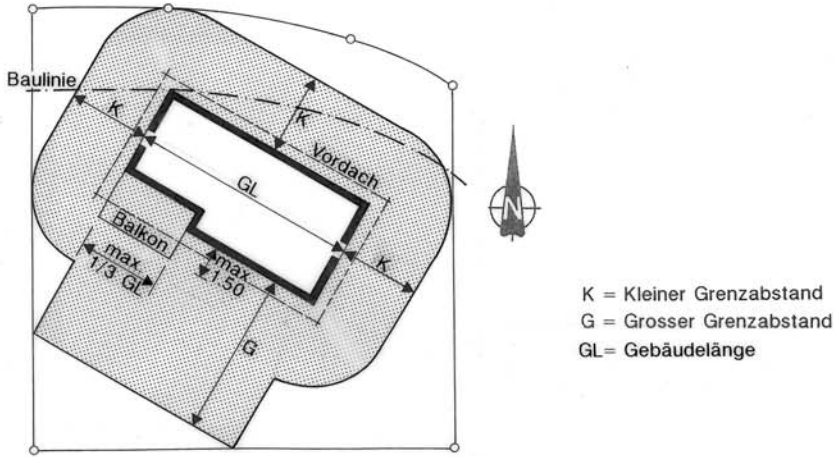 Baulinie
K
K
Vordach
GL
N
Balkon
max.
1/3 GL
max
1.50
K
G
K = Kleiner Grenzabstand
G = Grosser Grenzabstand
GL= Gebäudelänge